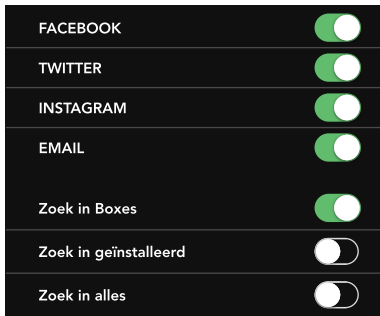 FACEBOOK
TWITTER
INSTAGRAM
EMAIL
Zoek in Boxes
Zoek in geïnstalleerd
Zoek in alles